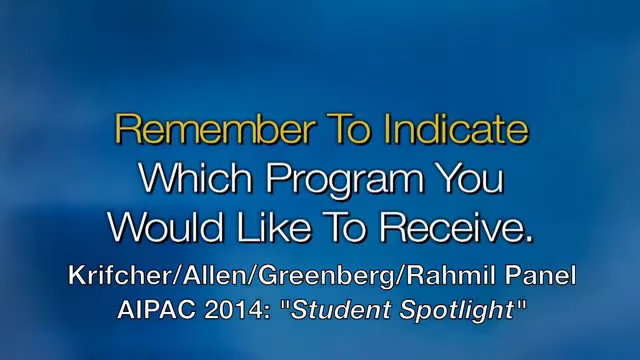 Remember To Indicate
Which Program You
Would Like To Receive.
Krifcher/Allen/Greenberg/Rahmil Panel
AIPAC 2014: "Student Spotlight"